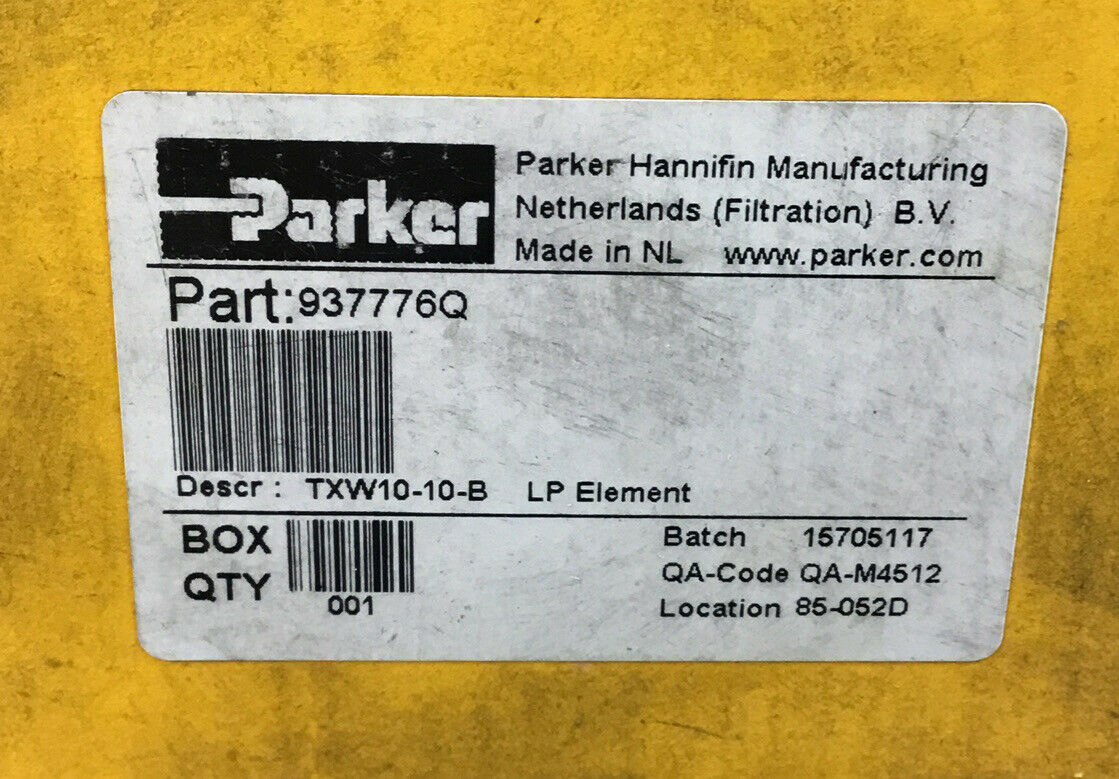 Parker
Parker Hannifin Manufacturing
Netherlands (Filtration) B.V.
Made in NL www.parker.com
Part:937776Q
Descr : TXW10-10-B LP Element
BOX
QTY
001
Batch 15705117
QA-Code QA-M4512
Location 85-052D